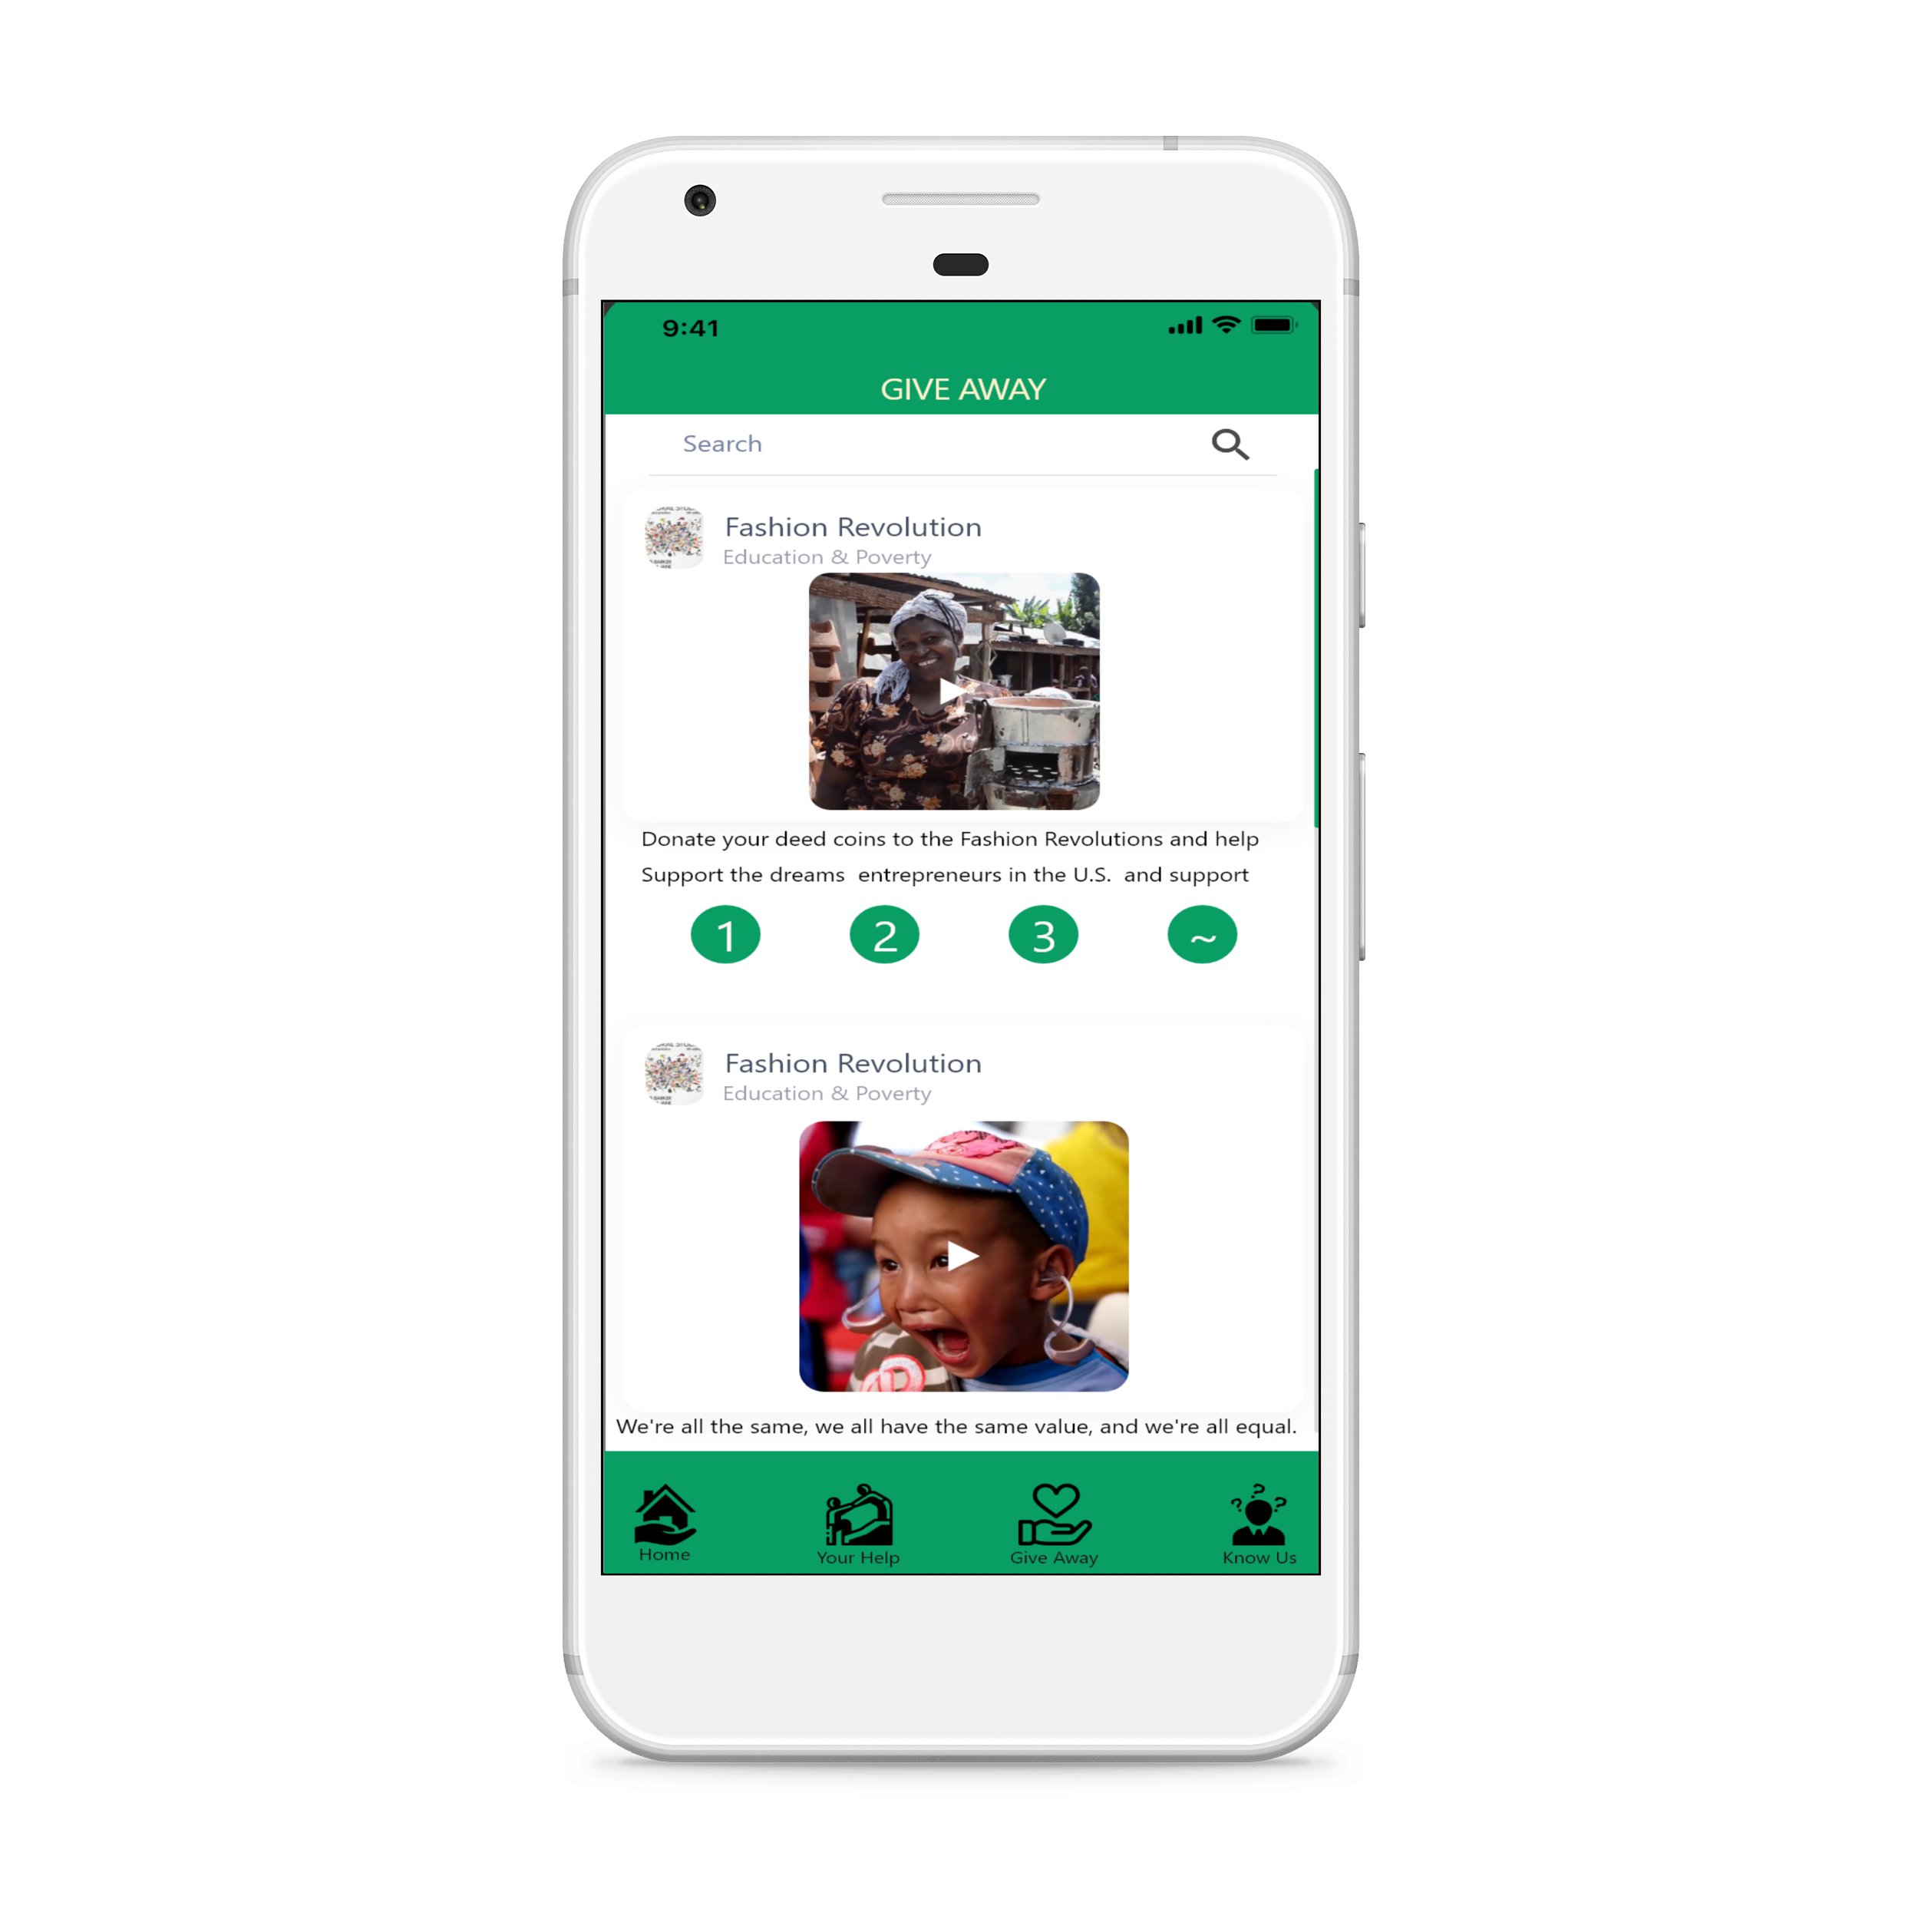 9:41
GIVE AWAY
Search
Fashion Revolution
Education & Poverty
Donate your deed coins to the Fashion Revolutions and help
Support the dreams entrepreneurs in the U.S. and support
1 2 3 ~
Fashion Revolution
Education & Poverty
We're all the same, we all have the same value, and we're all equal.
Home Your Help Give Away Know Us